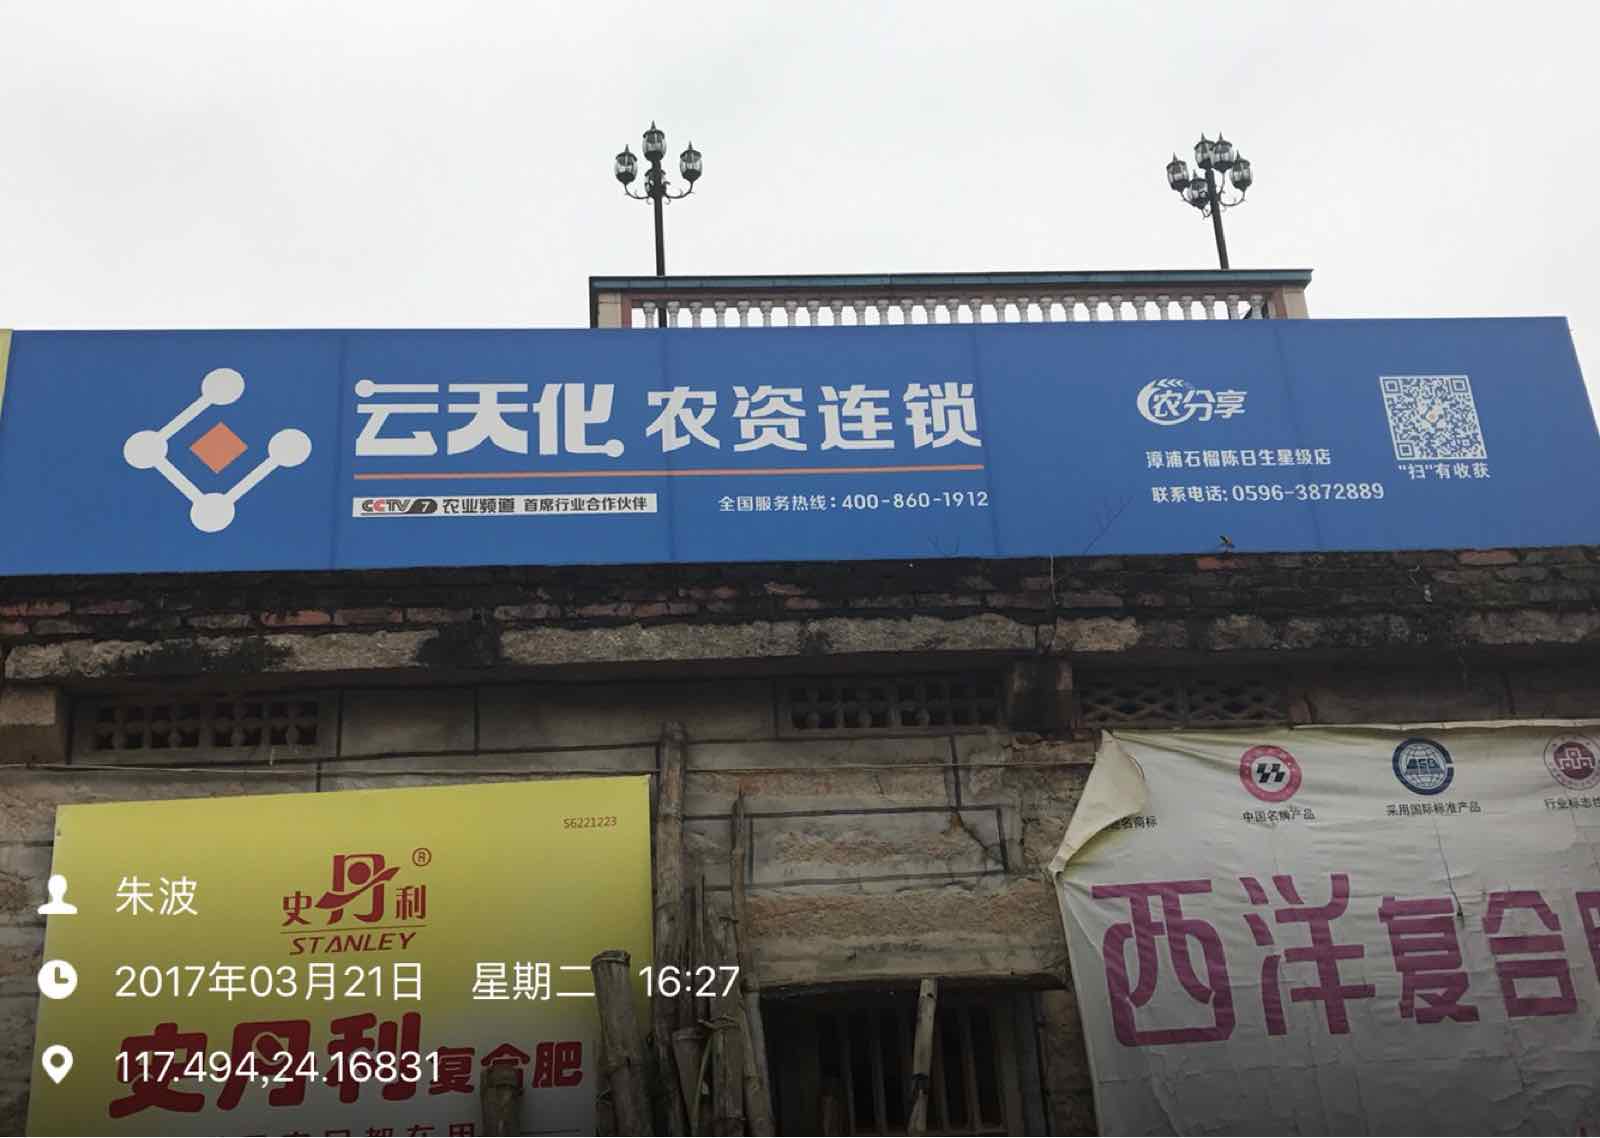 云天化 农资连锁
CCTV 7 农业频道 首席行业合作伙伴
全国服务热线:400-860-1912
农分享
漳浦石榴陈日生星级店
联系电话:0596-3872889
"扫"有收获
S6221223
史丹利®
STANLEY
史丹利复合肥
名商标
中国名牌产品
采用国际标准产品
行业标志性
西洋复合
朱波
2017年03月21日 星期二 16:27
117.494,24.16831